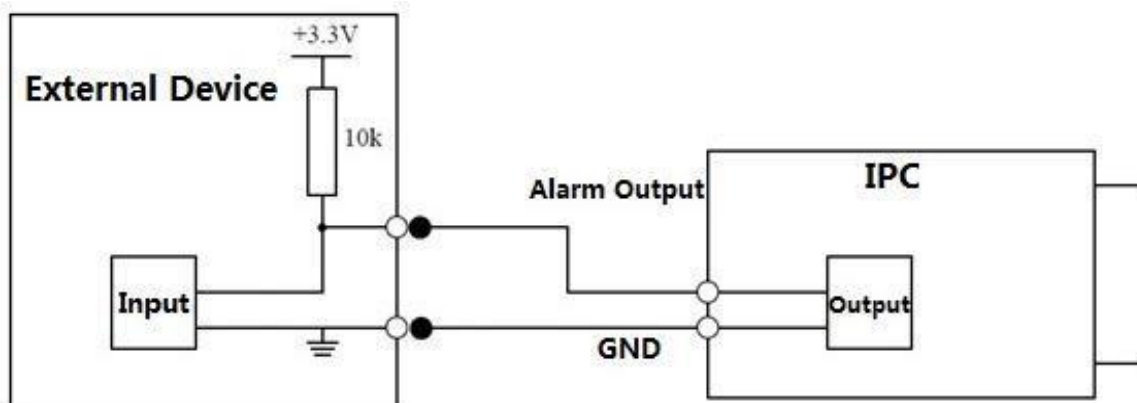 +3.3V
External Device
10k
IPC
Alarm Output
Input
Output
GND